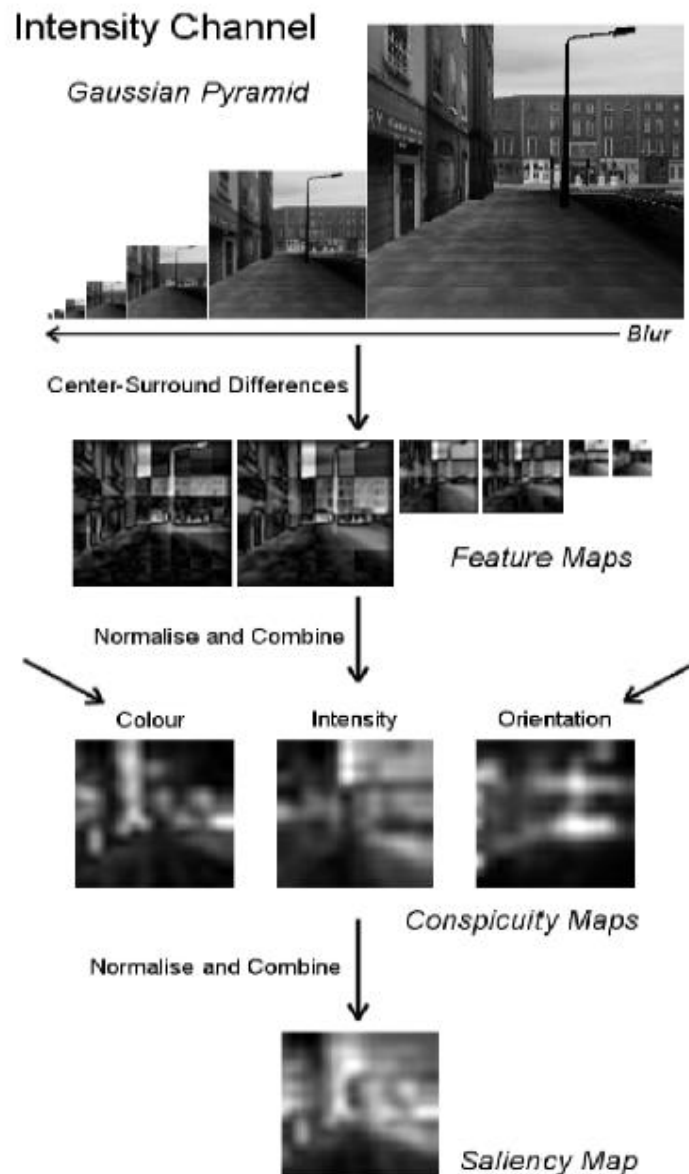 Intensity Channel
Gaussian Pyramid
RY
Blur
Center-Surround Differences
Feature Maps
Normalise and Combine
Colour
Intensity
Orientation
Conspicuity Maps
Normalise and Combine
Saliency Map